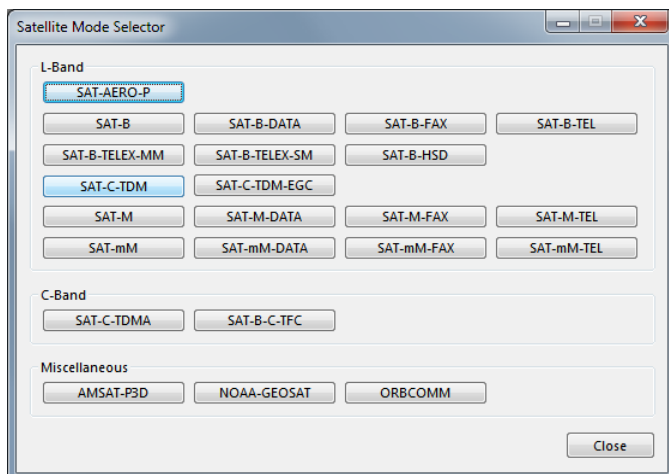 Satellite Mode Selector
L-Band
SAT-AERO-P
SAT-B SAT-B-DATA SAT-B-FAX SAT-B-TEL
SAT-B-TELEX-MM SAT-B-TELEX-SM SAT-B-HSD
SAT-C-TDM SAT-C-TDM-EGC
SAT-M SAT-M-DATA SAT-M-FAX SAT-M-TEL
SAT-mM SAT-mM-DATA SAT-mM-FAX SAT-mM-TEL
C-Band
SAT-C-TDMA SAT-B-C-TFC
Miscellaneous
AMSAT-P3D NOAA-GEOSAT ORBCOMM
Close